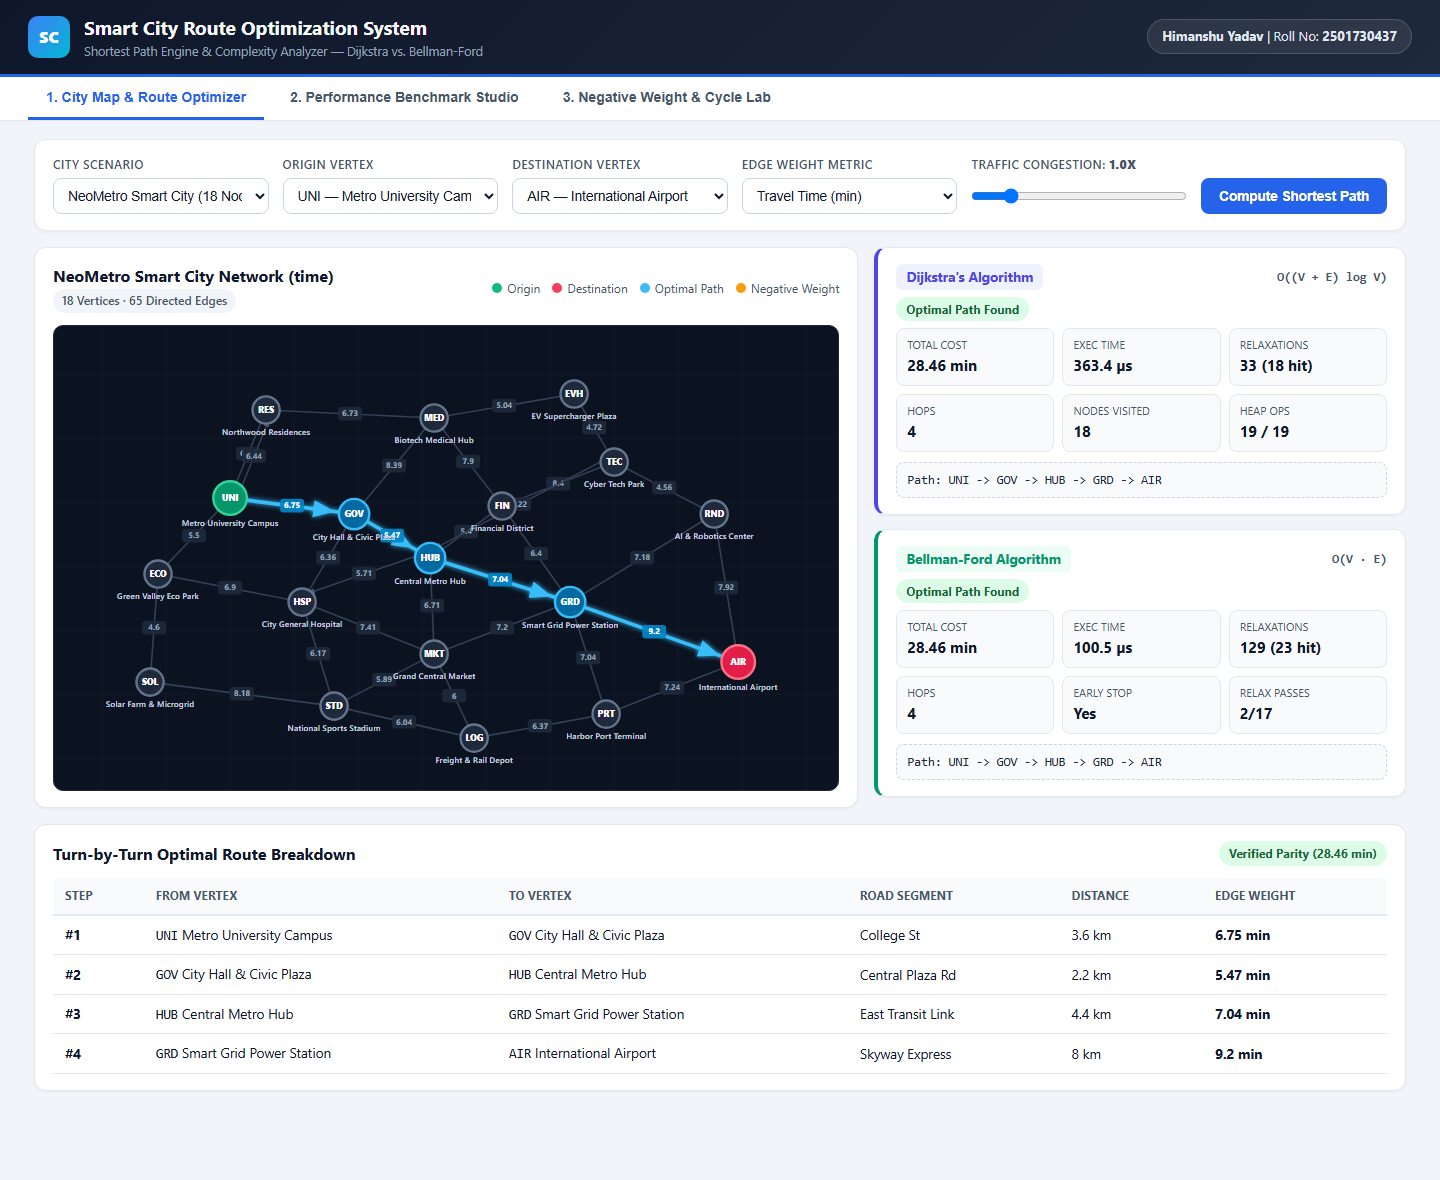 SC
Smart City Route Optimization System
Shortest Path Engine & Complexity Analyzer — Dijkstra vs. Bellman-Ford
Himanshu Yadav | Roll No: 2501730437
1. City Map & Route Optimizer
2. Performance Benchmark Studio
3. Negative Weight & Cycle Lab
CITY SCENARIO
ORIGIN VERTEX
DESTINATION VERTEX
EDGE WEIGHT METRIC
TRAFFIC CONGESTION: 1.0X
NeoMetro Smart City (18 Noc
UNI — Metro University Cam
AIR — International Airport
Travel Time (min)
Compute Shortest Path
NeoMetro Smart City Network (time)
18 Vertices · 65 Directed Edges
Origin
Destination
Optimal Path
Negative Weight
EVH
5.04
RES
6.73
MED
EV Supercharger Plaza
4.72
Northwood Residences
Biotech Medical Hub
6.44
8.39
7.9
TEC
8.4
Cyber Tech Park
4.56
UNI
6.75
GOV
FIN
22
RND
Metro University Campus
Financial District
5.5
City Hall & Civic
5.47
AI & Robotics Center
6.36
HUB
6.4
7.18
ECO
5.71
Central Metro Hub
7.04
7.92
6.9
Green Valley Eco Park
HSP
6.71
GRD
City General Hospital
7.41
7.2
Smart Grid Power Station
4.6
9.2
6.17
MKT
7.04
AIR
Grand Central Market
5.89
SOL
7.24
International Airport
8.18
6
Solar Farm & Microgrid
STD
PRT
National Sports Stadium
6.04
6.37
Harbor Port Terminal
LOG
Freight & Rail Depot
Dijkstra's Algorithm
O((V + E) log V)
Optimal Path Found
TOTAL COST
28.46 min
EXEC TIME
363.4 µs
RELAXATIONS
33 (18 hit)
HOPS
4
NODES VISITED
18
HEAP OPS
19 / 19
Path: UNI -> GOV -> HUB -> GRD -> AIR
Bellman-Ford Algorithm
O(V · E)
Optimal Path Found
TOTAL COST
28.46 min
EXEC TIME
100.5 µs
RELAXATIONS
129 (23 hit)
HOPS
4
EARLY STOP
Yes
RELAX PASSES
2/17
Path: UNI -> GOV -> HUB -> GRD -> AIR
Turn-by-Turn Optimal Route Breakdown
Verified Parity (28.46 min)
STEP FROM VERTEX TO VERTEX ROAD SEGMENT DISTANCE EDGE WEIGHT
#1 UNI Metro University Campus GOV City Hall & Civic Plaza College St 3.6 km 6.75 min
#2 GOV City Hall & Civic Plaza HUB Central Metro Hub Central Plaza Rd 2.2 km 5.47 min
#3 HUB Central Metro Hub GRD Smart Grid Power Station East Transit Link 4.4 km 7.04 min
#4 GRD Smart Grid Power Station AIR International Airport Skyway Express 8 km 9.2 min